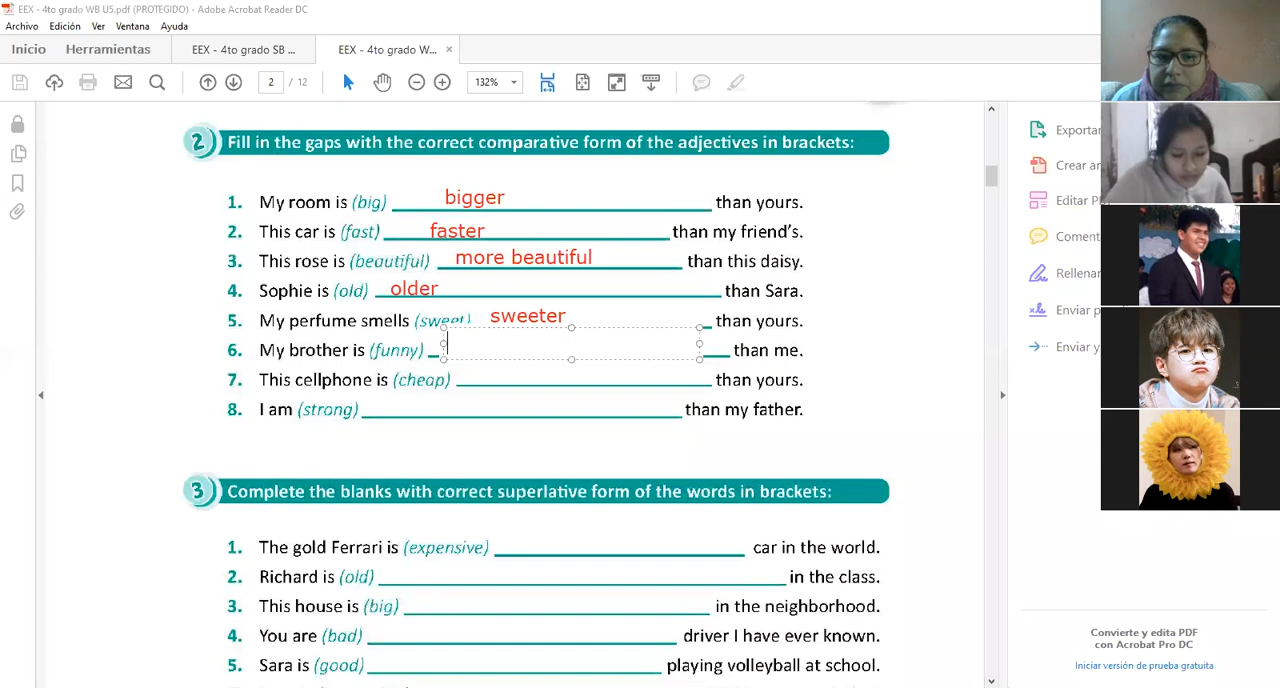 EEX - 4to grado WB U5.pdf (PROTEGIDO) - Adobe Acrobat Reader DC
Archivo Edición Ver Ventana Ayuda
Inicio Herramientas EEX - 4to grado SB ... EEX - 4to grado W... ×
2 / 12 132%
2 Fill in the gaps with the correct comparative form of the adjectives in brackets:
1. My room is (big) bigger than yours.
2. This car is (fast) faster than my friend's.
3. This rose is (beautiful) more beautiful than this daisy.
4. Sophie is (old) older than Sara.
5. My perfume smells (sweet) sweeter than yours.
6. My brother is (funny) than me.
7. This cellphone is (cheap) than yours.
8. I am (strong) than my father.
3 Complete the blanks with correct superlative form of the words in brackets:
1. The gold Ferrari is (expensive) car in the world.
2. Richard is (old) in the class.
3. This house is (big) in the neighborhood.
4. You are (bad) driver I have ever known.
5. Sara is (good) playing volleyball at school.
Exportar
Crear ar
Editar P
Coment
Rellenar
Enviar p
Enviar y
Convierte y edita PDF
con Acrobat Pro DC
Iniciar versión de prueba gratuita